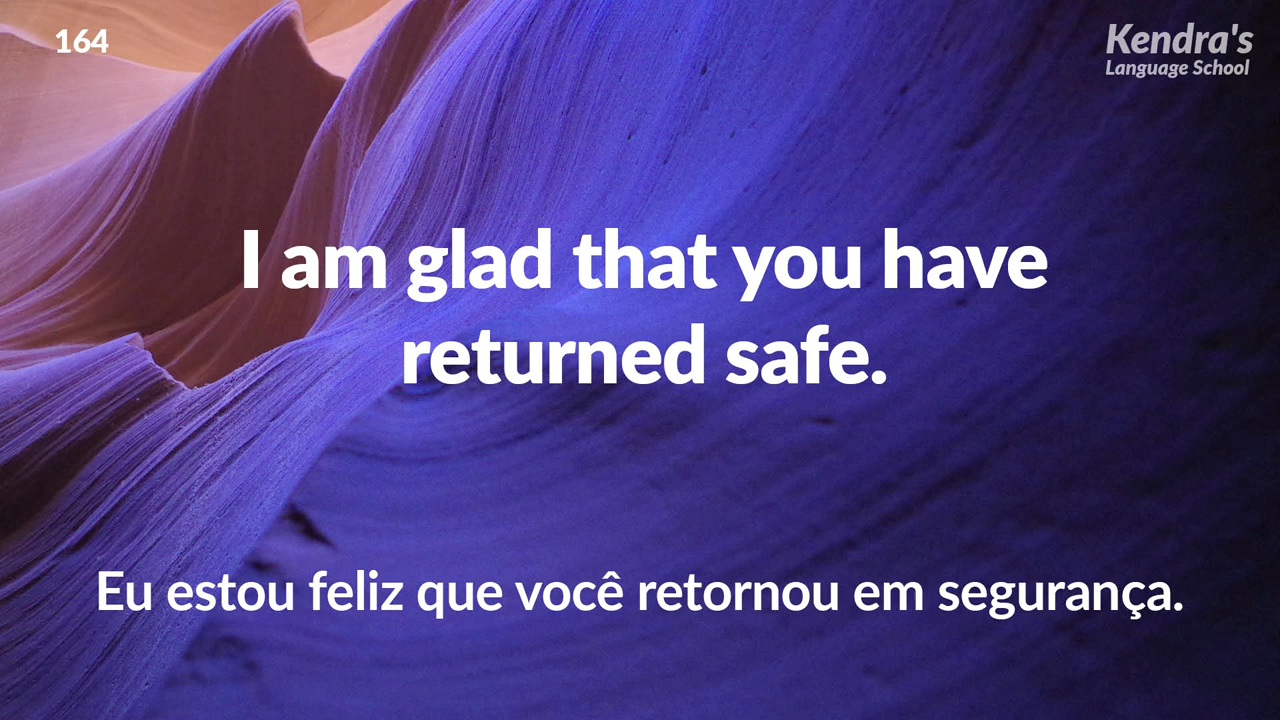 164
Kendra's
Language School
I am glad that you have
returned safe.
Eu estou feliz que você retornou em segurança.